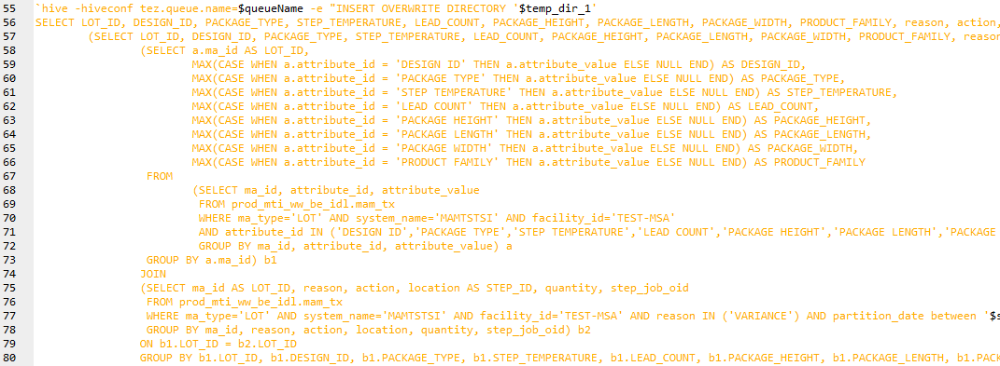 55 `hive -hiveconf tez.queue.name=$queueName -e "INSERT OVERWRITE DIRECTORY '$temp_dir_1'
56 SELECT LOT_ID, DESIGN_ID, PACKAGE_TYPE, STEP_TEMPERATURE, LEAD_COUNT, PACKAGE_HEIGHT, PACKAGE_LENGTH, PACKAGE_WIDTH, PRODUCT_FAMILY, reason, action,
57 (SELECT LOT_ID, DESIGN_ID, PACKAGE_TYPE, STEP_TEMPERATURE, LEAD_COUNT, PACKAGE_HEIGHT, PACKAGE_LENGTH, PACKAGE_WIDTH, PRODUCT_FAMILY, reason
58 (SELECT a.ma_id AS LOT_ID,
59 MAX(CASE WHEN a.attribute_id = 'DESIGN ID' THEN a.attribute_value ELSE NULL END) AS DESIGN_ID,
60 MAX(CASE WHEN a.attribute_id = 'PACKAGE TYPE' THEN a.attribute_value ELSE NULL END) AS PACKAGE_TYPE,
61 MAX(CASE WHEN a.attribute_id = 'STEP TEMPERATURE' THEN a.attribute_value ELSE NULL END) AS STEP_TEMPERATURE,
62 MAX(CASE WHEN a.attribute_id = 'LEAD COUNT' THEN a.attribute_value ELSE NULL END) AS LEAD_COUNT,
63 MAX(CASE WHEN a.attribute_id = 'PACKAGE HEIGHT' THEN a.attribute_value ELSE NULL END) AS PACKAGE_HEIGHT,
64 MAX(CASE WHEN a.attribute_id = 'PACKAGE LENGTH' THEN a.attribute_value ELSE NULL END) AS PACKAGE_LENGTH,
65 MAX(CASE WHEN a.attribute_id = 'PACKAGE WIDTH' THEN a.attribute_value ELSE NULL END) AS PACKAGE_WIDTH,
66 MAX(CASE WHEN a.attribute_id = 'PRODUCT FAMILY' THEN a.attribute_value ELSE NULL END) AS PRODUCT_FAMILY
67 FROM
68 (SELECT ma_id, attribute_id, attribute_value
69 FROM prod_mti_ww_be_idl.mam_tx
70 WHERE ma_type='LOT' AND system_name='MAMTSTSI' AND facility_id='TEST-MSA'
71 AND attribute_id IN ('DESIGN ID','PACKAGE TYPE','STEP TEMPERATURE','LEAD COUNT','PACKAGE HEIGHT','PACKAGE LENGTH','PACKAGE
72 GROUP BY ma_id, attribute_id, attribute_value) a
73 GROUP BY a.ma_id) b1
74 JOIN
75 (SELECT ma_id AS LOT_ID, reason, action, location AS STEP_ID, quantity, step_job_oid
76 FROM prod_mti_ww_be_idl.mam_tx
77 WHERE ma_type='LOT' AND system_name='MAMTSTSI' AND facility_id='TEST-MSA' AND reason IN ('VARIANCE') AND partition_date between '$s
78 GROUP BY ma_id, reason, action, location, quantity, step_job_oid) b2
79 ON b1.LOT_ID = b2.LOT_ID
80 GROUP BY b1.LOT_ID, b1.DESIGN_ID, b1.PACKAGE_TYPE, b1.STEP_TEMPERATURE, b1.LEAD_COUNT, b1.PACKAGE_HEIGHT, b1.PACKAGE_LENGTH, b1.PACK